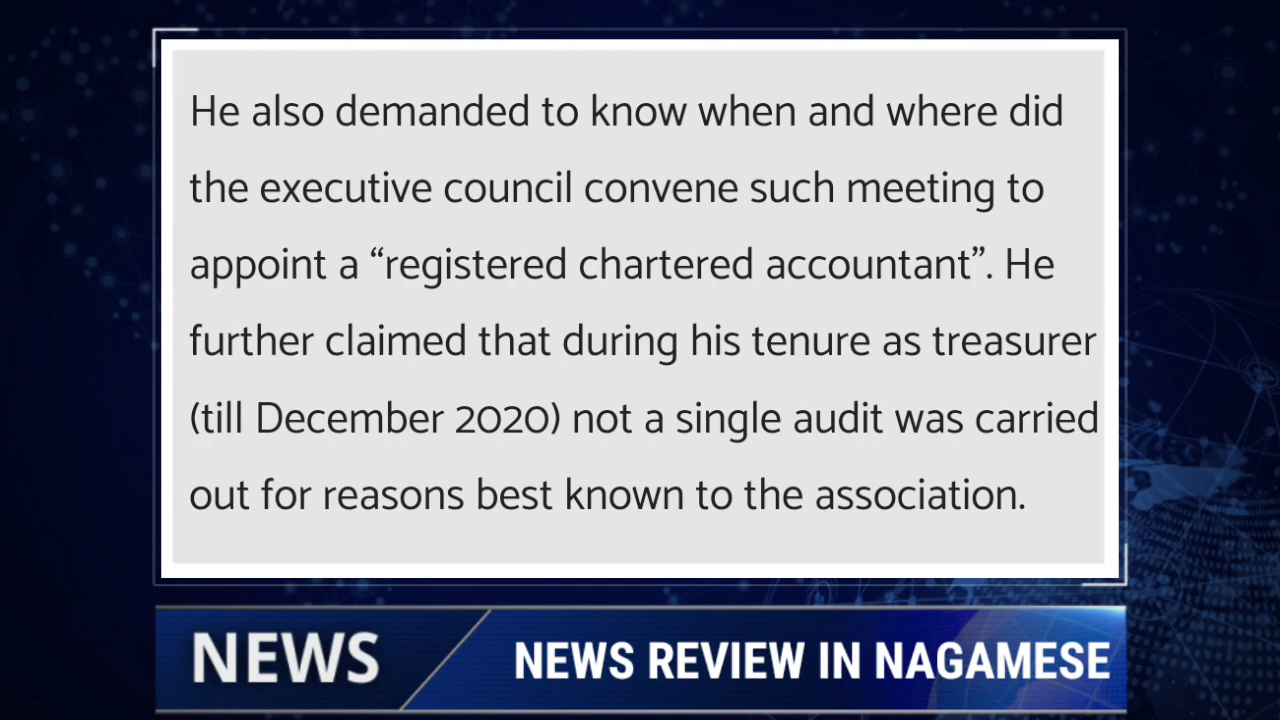 He also demanded to know when and where did
the executive council convene such meeting to
appoint a “registered chartered accountant”. He
further claimed that during his tenure as treasurer
(till December 2020) not a single audit was carried
out for reasons best known to the association.
NEWS
NEWS REVIEW IN NAGAMESE